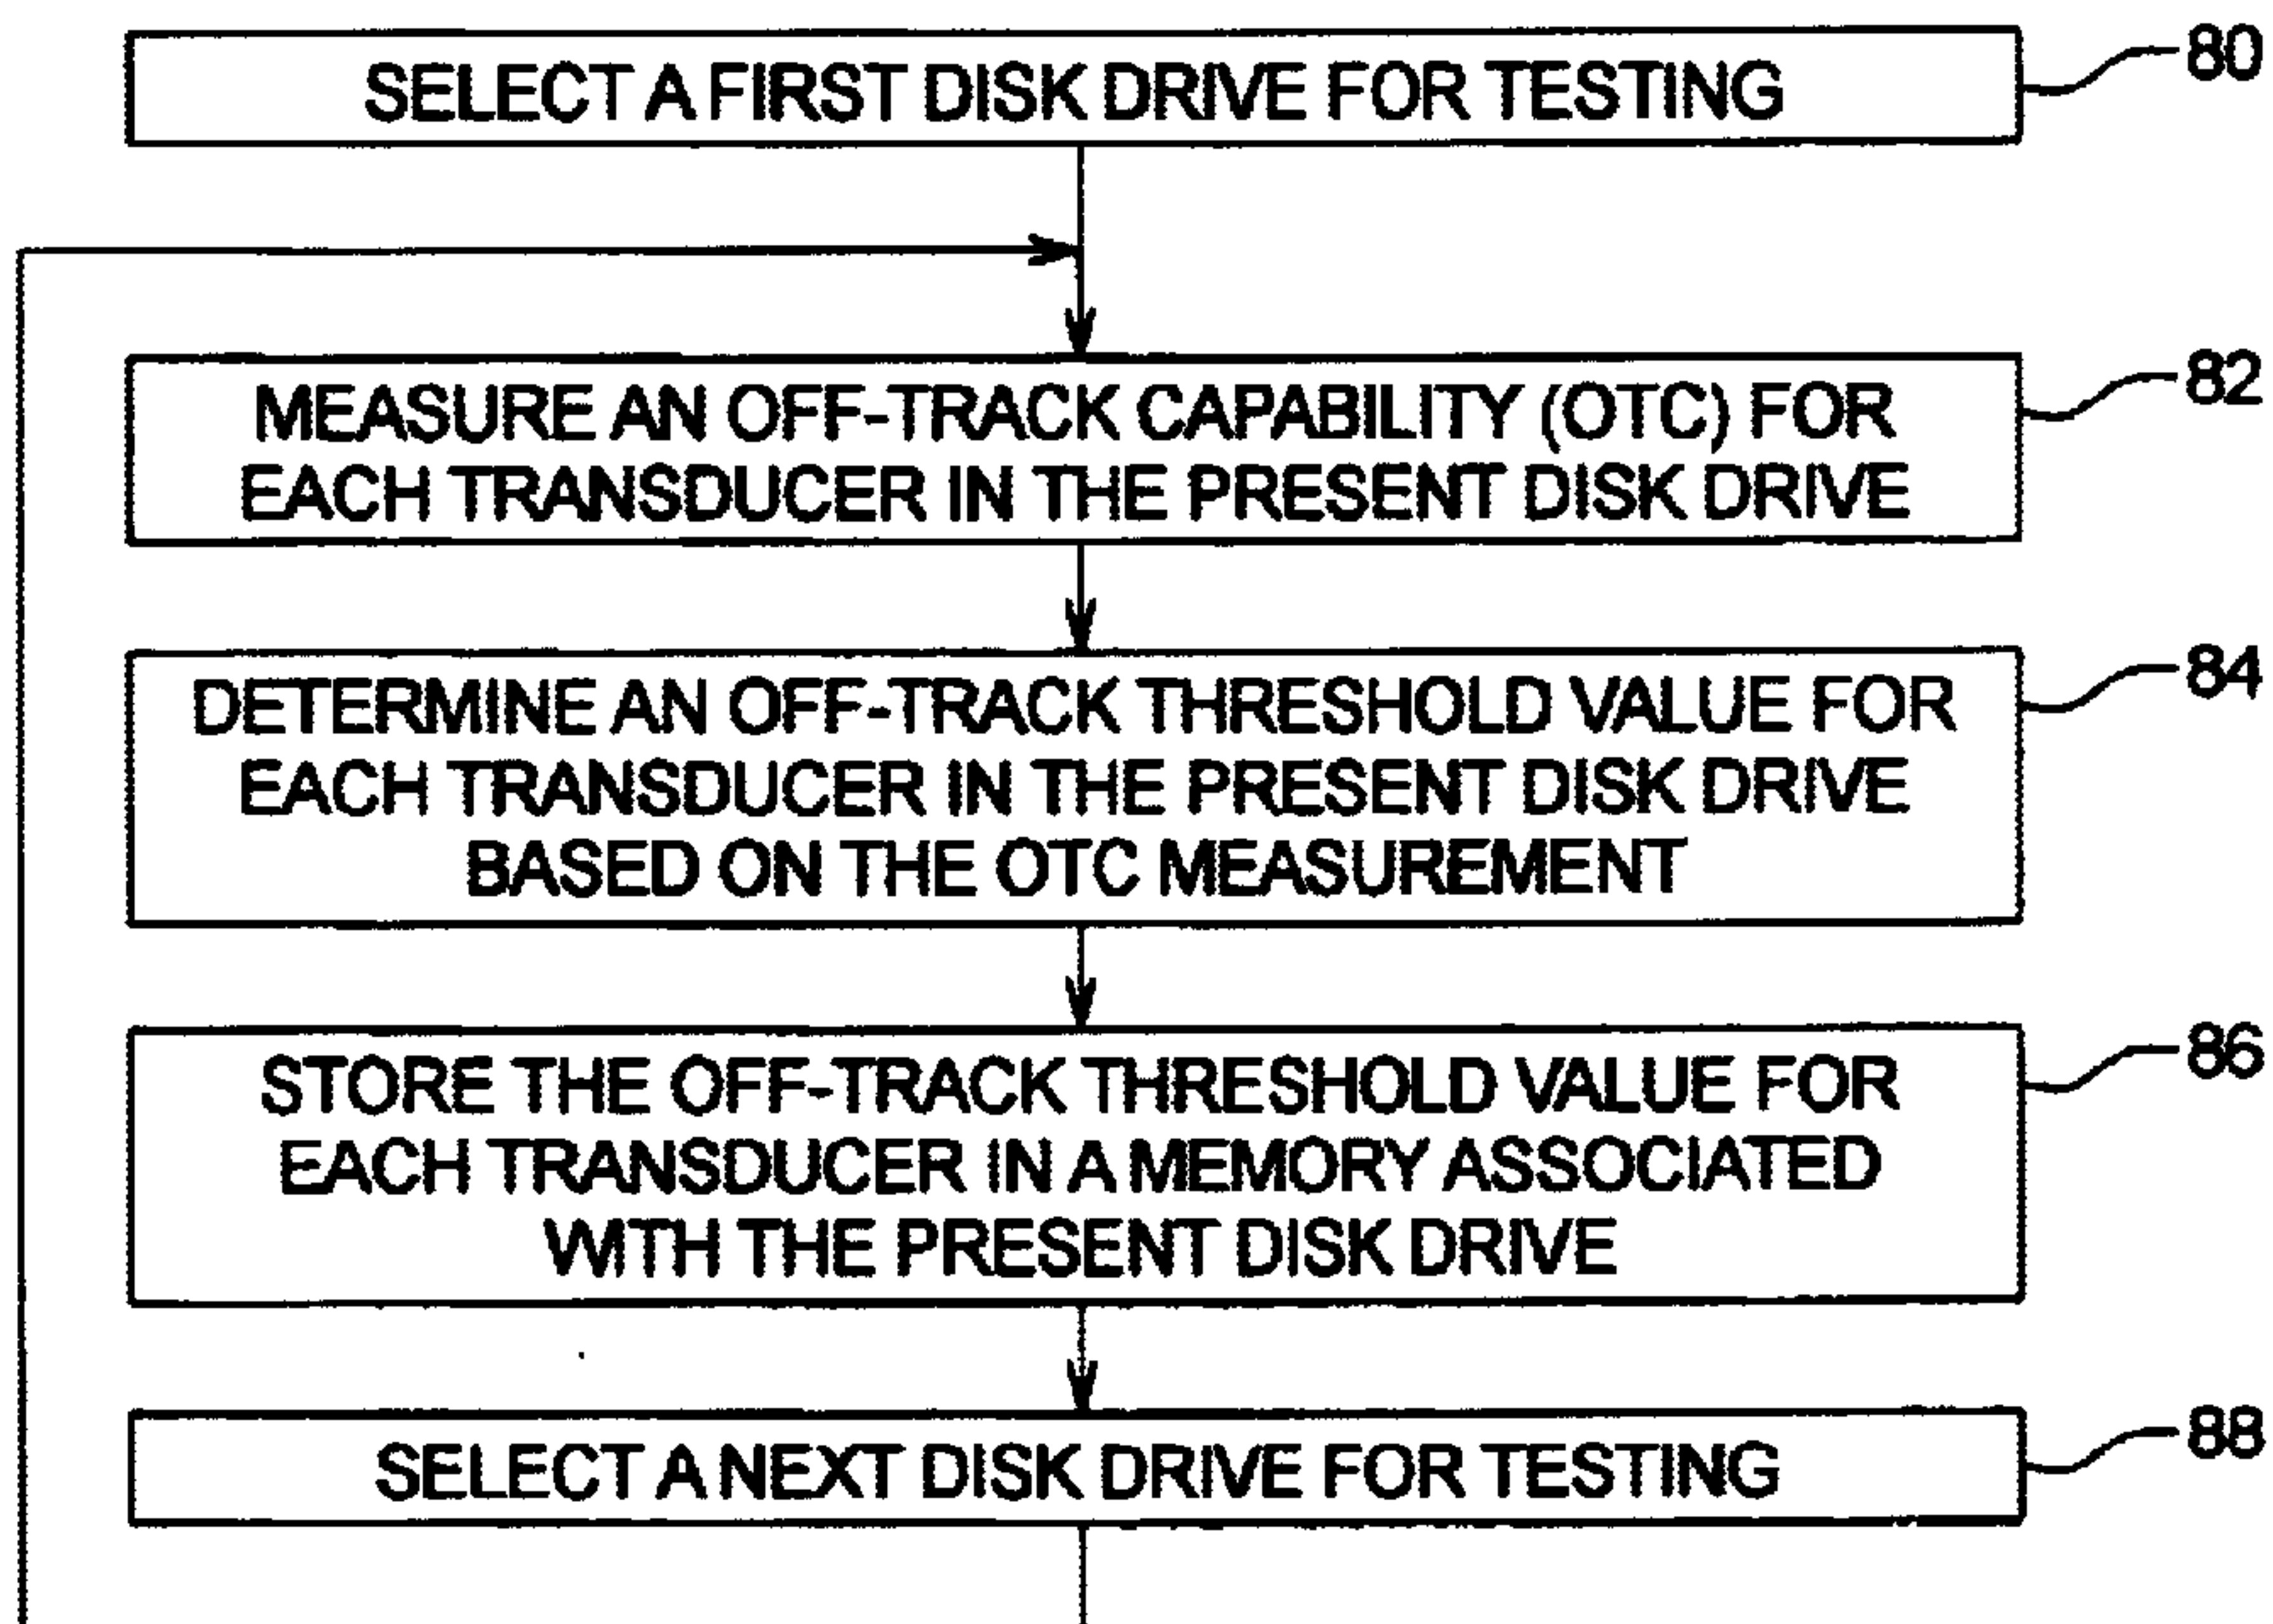 SELECT A FIRST DISK DRIVE FOR TESTING
80
MEASURE AN OFF-TRACK CAPABILITY (OTC) FOR
EACH TRANSDUCER IN THE PRESENT DISK DRIVE
82
DETERMINE AN OFF-TRACK THRESHOLD VALUE FOR
EACH TRANSDUCER IN THE PRESENT DISK DRIVE
BASED ON THE OTC MEASUREMENT
84
STORE THE OFF-TRACK THRESHOLD VALUE FOR
EACH TRANSDUCER IN A MEMORY ASSOCIATED
WITH THE PRESENT DISK DRIVE
86
SELECT A NEXT DISK DRIVE FOR TESTING
88